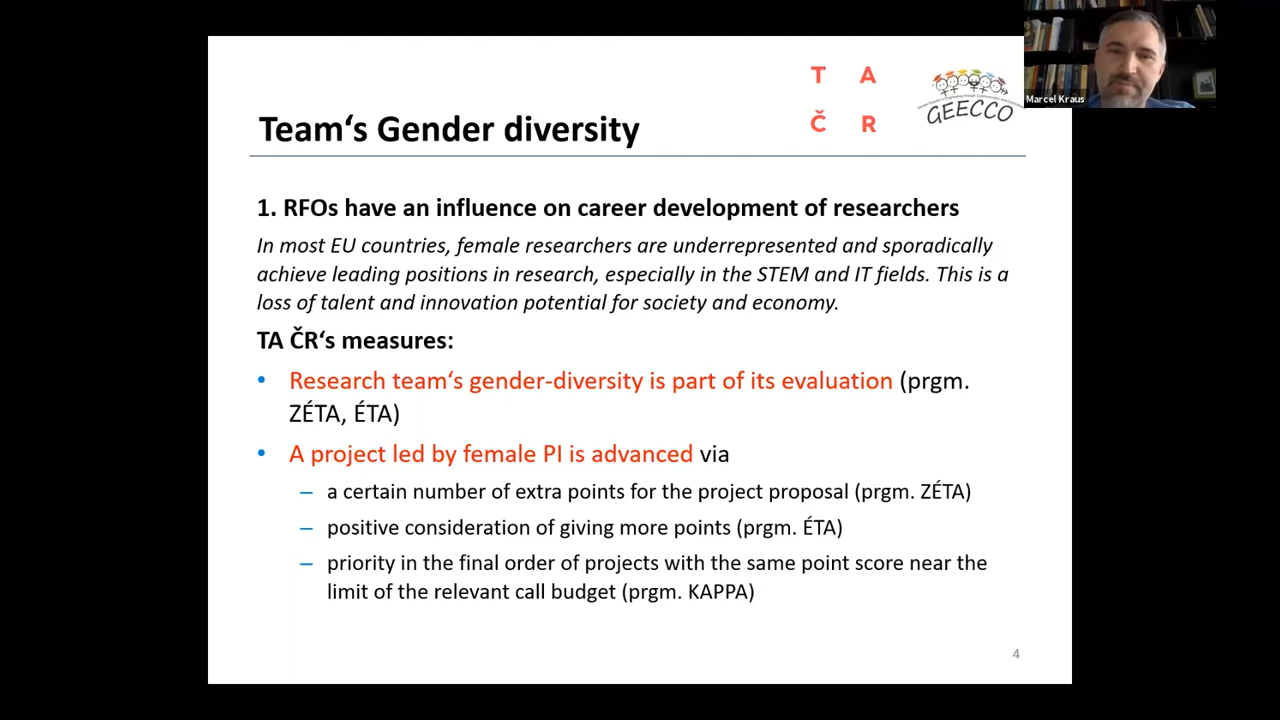 T A
Č R
GEECCO
Marcel Kraus
Team‘s Gender diversity
1. RFOs have an influence on career development of researchers
In most EU countries, female researchers are underrepresented and sporadically
achieve leading positions in research, especially in the STEM and IT fields. This is a
loss of talent and innovation potential for society and economy.
TA ČR‘s measures:
• Research team‘s gender-diversity is part of its evaluation (prgm.
ZÉTA, ÉTA)
• A project led by female PI is advanced via
– a certain number of extra points for the project proposal (prgm. ZÉTA)
– positive consideration of giving more points (prgm. ÉTA)
– priority in the final order of projects with the same point score near the
limit of the relevant call budget (prgm. KAPPA)
4